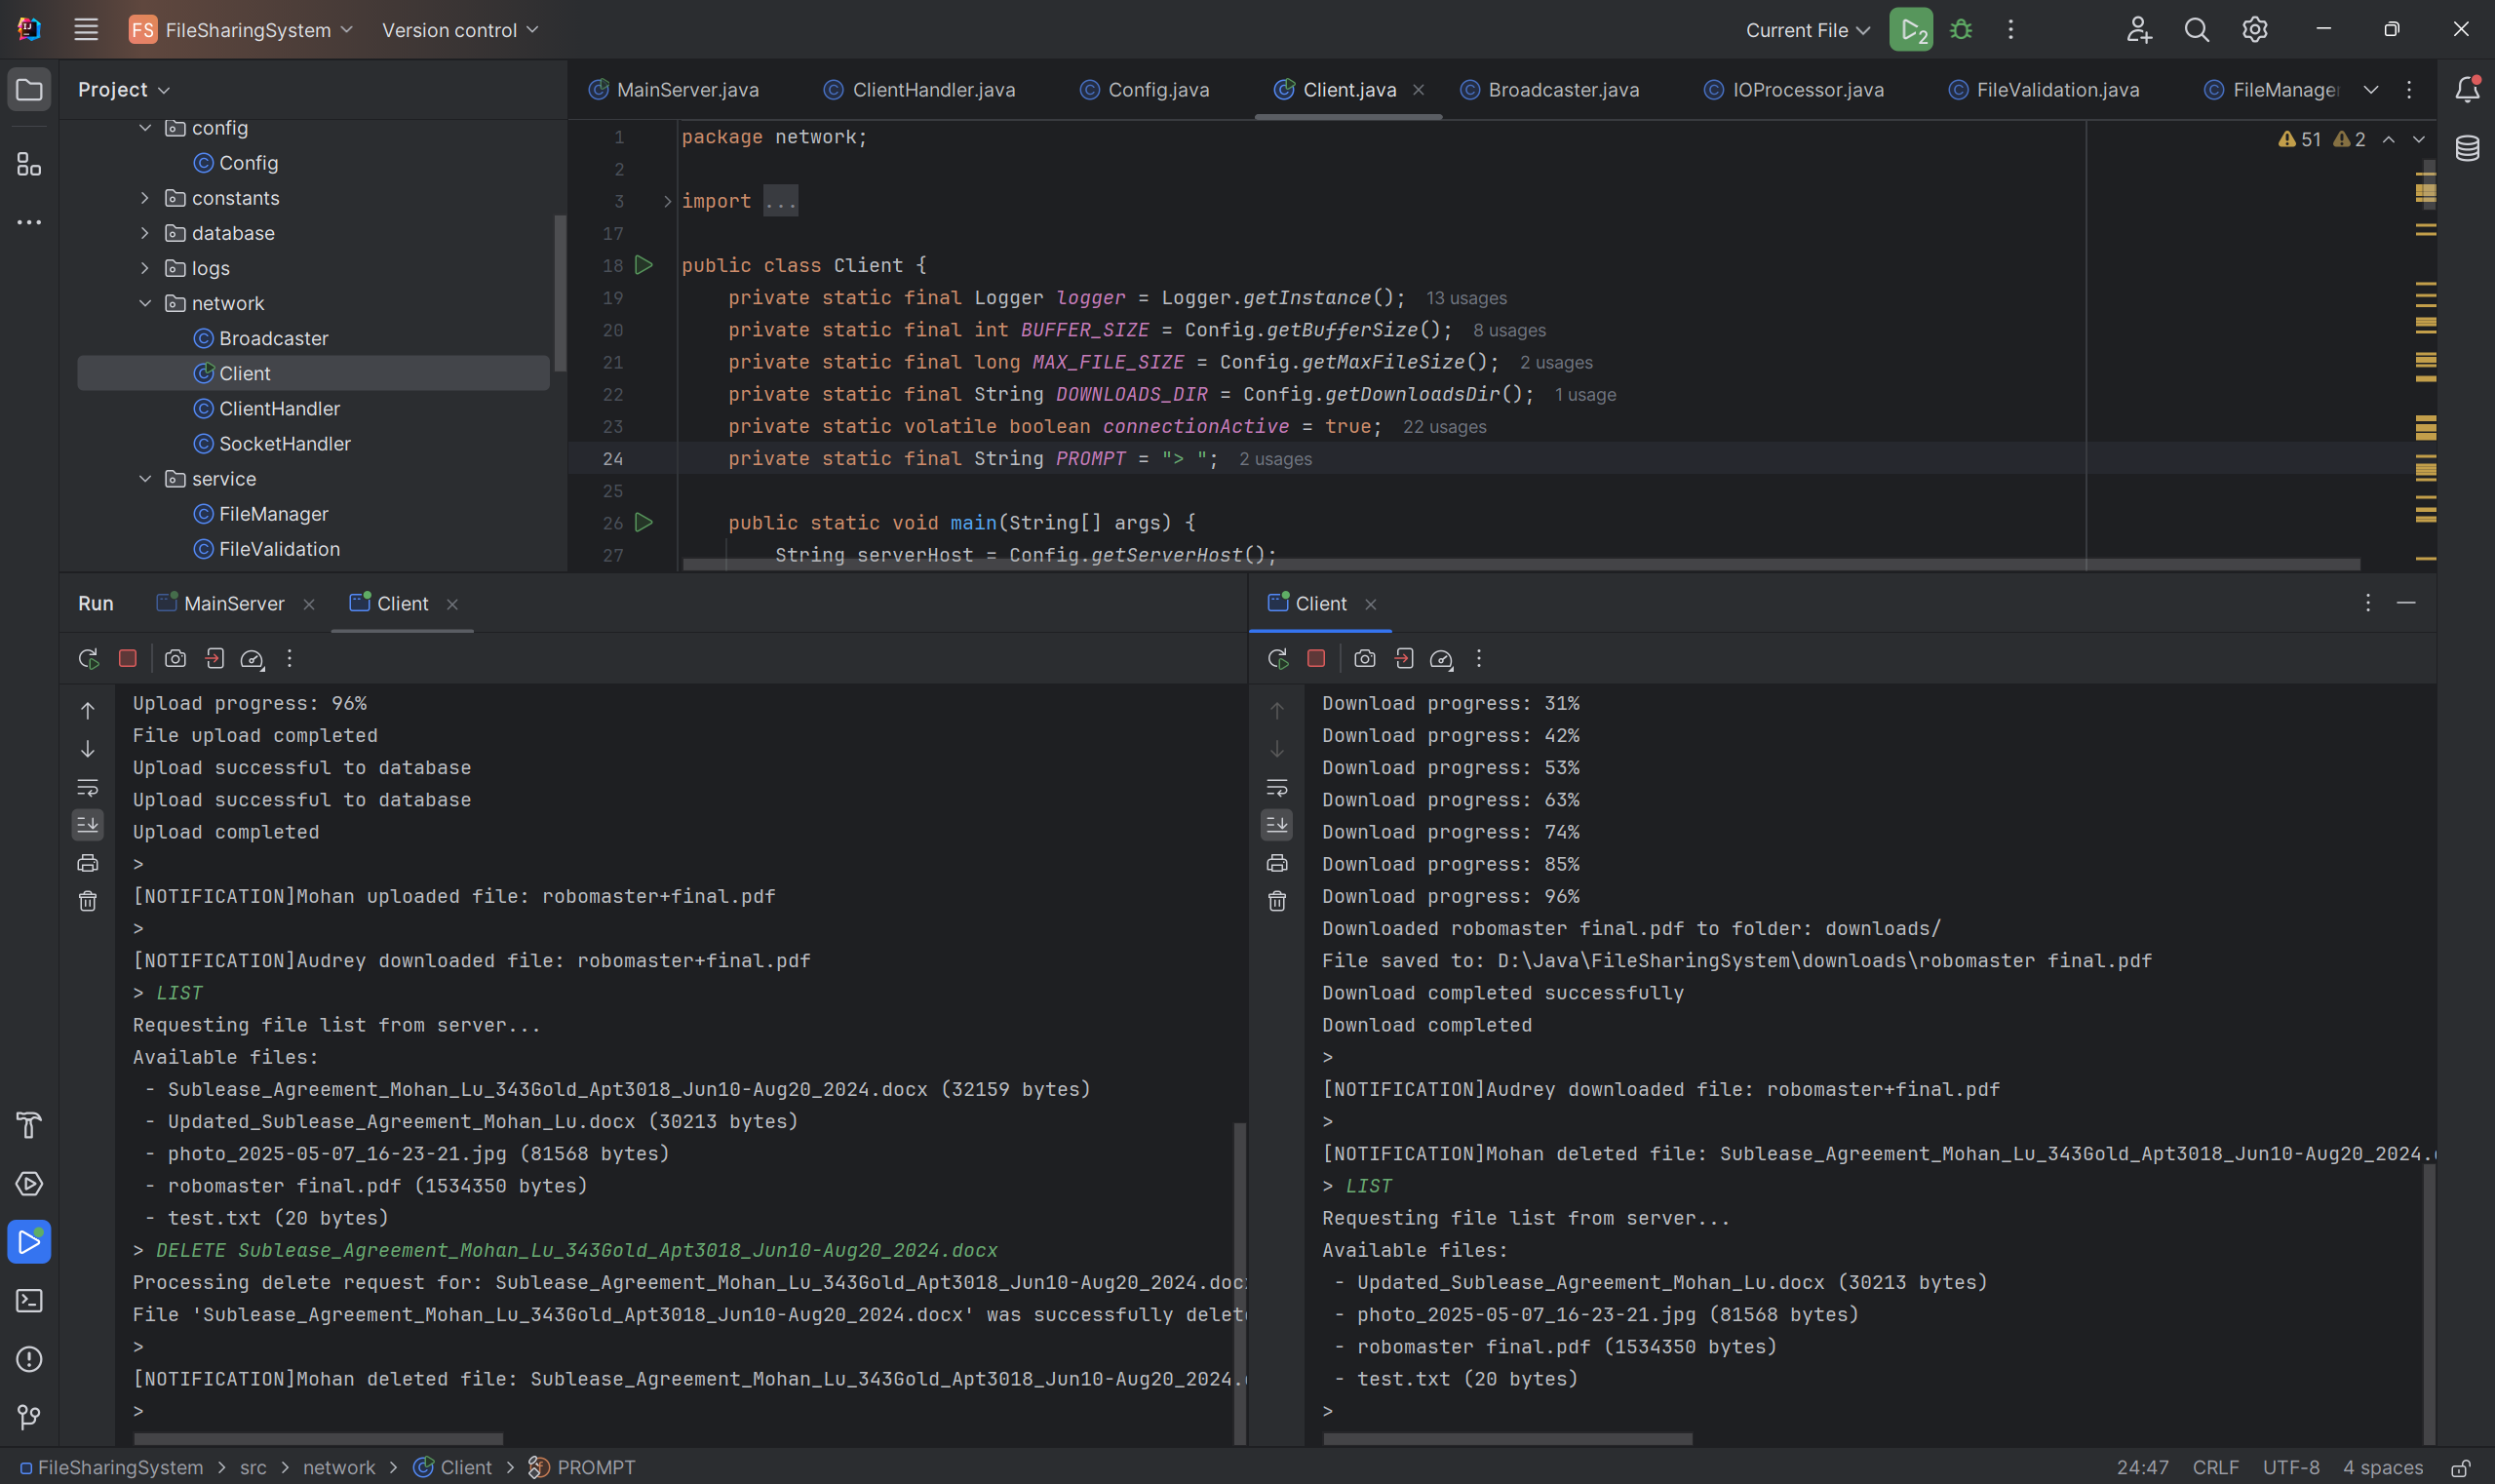 FS FileSharingSystem Version control Current File 2
Project
config
Config
constants
database
logs
network
Broadcaster
Client
ClientHandler
SocketHandler
service
FileManager
FileValidation
MainServer.java ClientHandler.java Config.java Client.java Broadcaster.java IOProcessor.java FileValidation.java FileManager
51 2
1 package network;
2
3 import ...
17
18 public class Client {
19 private static final Logger logger = Logger.getInstance(); 13 usages
20 private static final int BUFFER_SIZE = Config.getBufferSize(); 8 usages
21 private static final long MAX_FILE_SIZE = Config.getMaxFileSize(); 2 usages
22 private static final String DOWNLOADS_DIR = Config.getDownloadsDir(); 1 usage
23 private static volatile boolean connectionActive = true; 22 usages
24 private static final String PROMPT = "> "; 2 usages
25
26 public static void main(String[] args) {
27 String serverHost = Config.getServerHost();
Run MainServer Client
Upload progress: 96%
File upload completed
Upload successful to database
Upload successful to database
Upload completed
>
[NOTIFICATION]Mohan uploaded file: robomaster+final.pdf
>
[NOTIFICATION]Audrey downloaded file: robomaster+final.pdf
> LIST
Requesting file list from server...
Available files:
- Sublease_Agreement_Mohan_Lu_343Gold_Apt3018_Jun10-Aug20_2024.docx (32159 bytes)
- Updated_Sublease_Agreement_Mohan_Lu.docx (30213 bytes)
- photo_2025-05-07_16-23-21.jpg (81568 bytes)
- robomaster final.pdf (1534350 bytes)
- test.txt (20 bytes)
> DELETE Sublease_Agreement_Mohan_Lu_343Gold_Apt3018_Jun10-Aug20_2024.docx
Processing delete request for: Sublease_Agreement_Mohan_Lu_343Gold_Apt3018_Jun10-Aug20_2024.doc
File 'Sublease_Agreement_Mohan_Lu_343Gold_Apt3018_Jun10-Aug20_2024.docx' was successfully delet
>
[NOTIFICATION]Mohan deleted file: Sublease_Agreement_Mohan_Lu_343Gold_Apt3018_Jun10-Aug20_2024.
>
Client
Download progress: 31%
Download progress: 42%
Download progress: 53%
Download progress: 63%
Download progress: 74%
Download progress: 85%
Download progress: 96%
Downloaded robomaster final.pdf to folder: downloads/
File saved to: D:\Java\FileSharingSystem\downloads\robomaster final.pdf
Download completed successfully
Download completed
>
[NOTIFICATION]Audrey downloaded file: robomaster+final.pdf
>
[NOTIFICATION]Mohan deleted file: Sublease_Agreement_Mohan_Lu_343Gold_Apt3018_Jun10-Aug20_2024.
> LIST
Requesting file list from server...
Available files:
- Updated_Sublease_Agreement_Mohan_Lu.docx (30213 bytes)
- photo_2025-05-07_16-23-21.jpg (81568 bytes)
- robomaster final.pdf (1534350 bytes)
- test.txt (20 bytes)
>
FileSharingSystem > src > network > Client > PROMPT 24:47 CRLF UTF-8 4 spaces